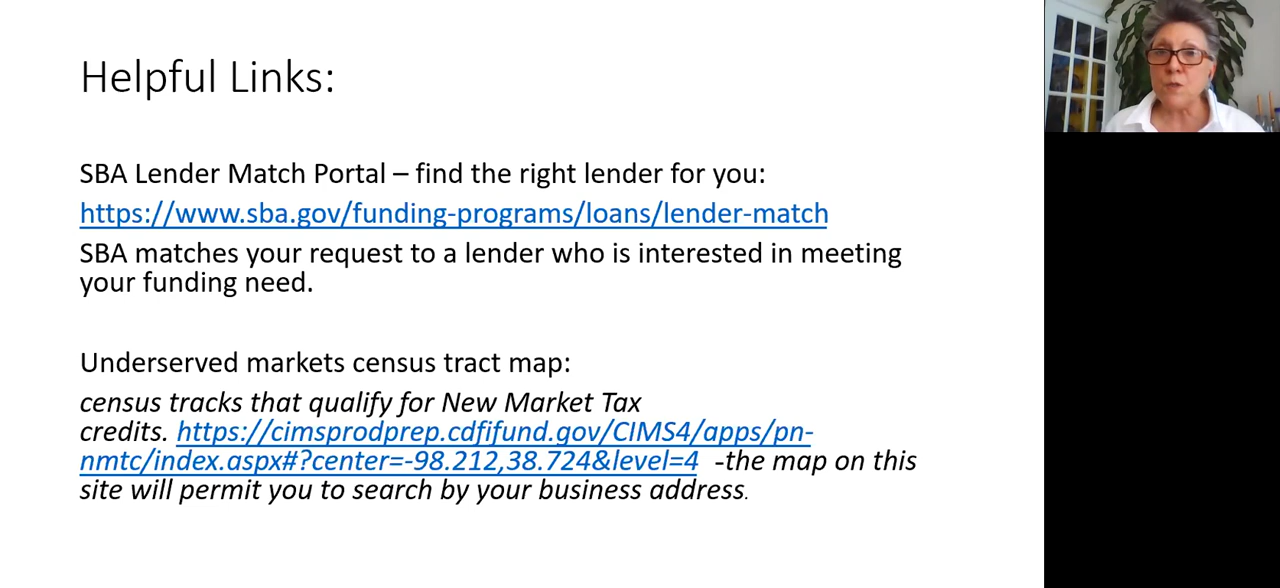 Helpful Links:
SBA Lender Match Portal – find the right lender for you:
https://www.sba.gov/funding-programs/loans/lender-match
SBA matches your request to a lender who is interested in meeting
your funding need.
Underserved markets census tract map:
census tracks that qualify for New Market Tax
credits. https://cimsprodprep.cdfifund.gov/CIMS4/apps/pn-
nmtc/index.aspx#?center=-98.212,38.724&level=4 -the map on this
site will permit you to search by your business address.